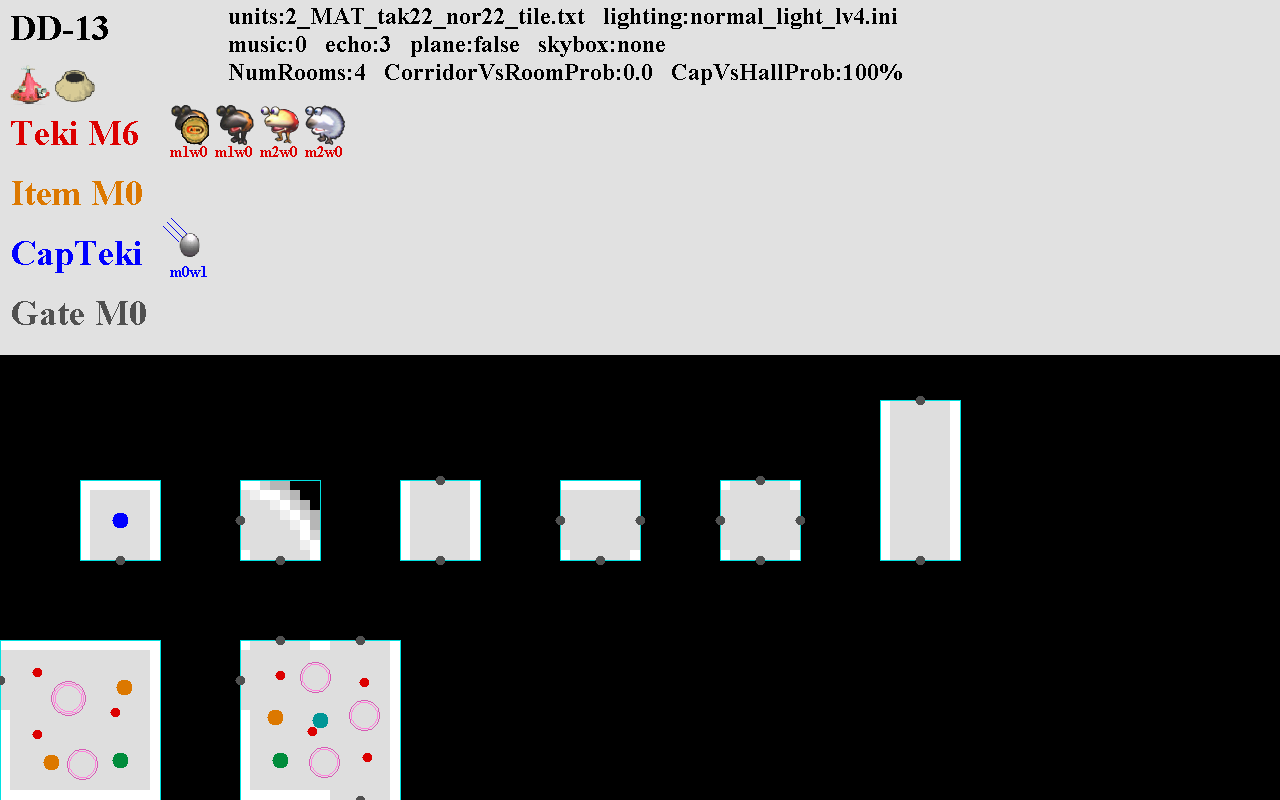 DD-13
units:2_MAT_tak22_nor22_tile.txt lighting:normal_light_lv4.ini
music:0 echo:3 plane:false skybox:none
NumRooms:4 CorridorVsRoomProb:0.0 CapVsHallProb:100%
Teki M6
m1w0 m1w0 m2w0 m2w0
Item M0
CapTeki
m0w1
Gate M0